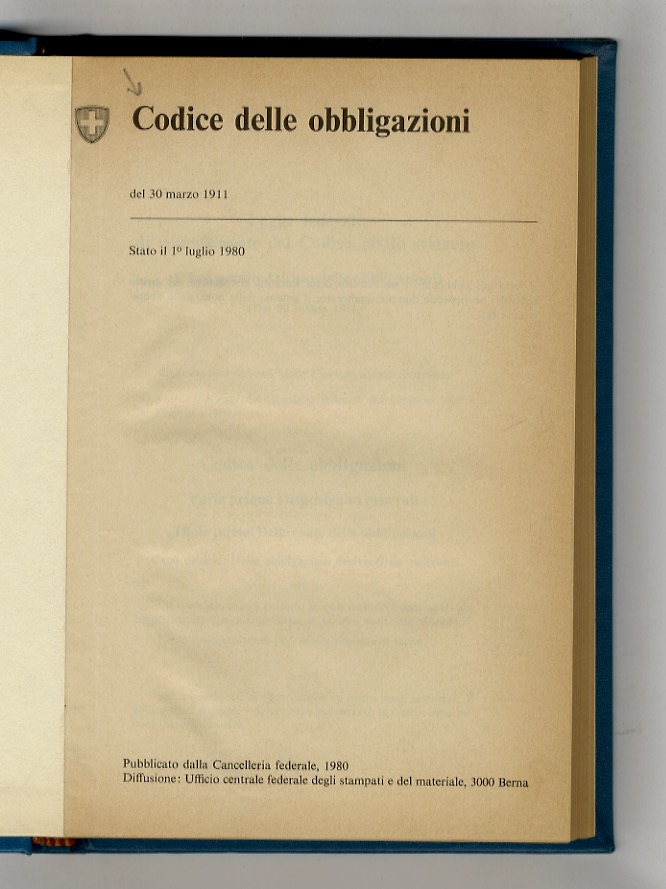 Codice delle obbligazioni
del 30 marzo 1911
Stato il 1º luglio 1980
Pubblicato dalla Cancelleria federale, 1980
Diffusione: Ufficio centrale federale degli stampati e del materiale, 3000 Berna